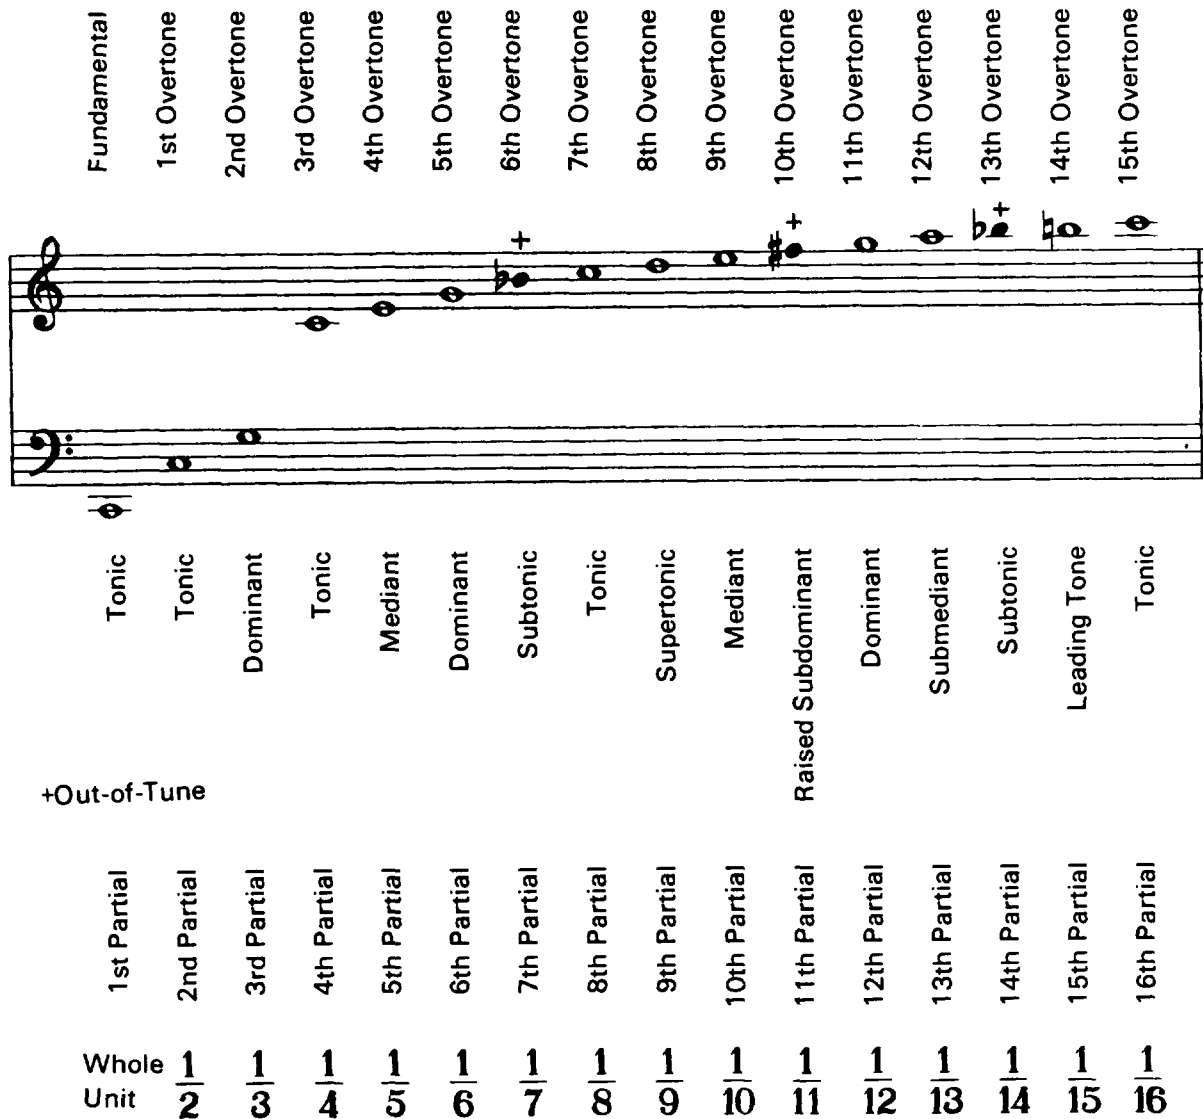 Fundamental
1st Overtone
2nd Overtone
3rd Overtone
4th Overtone
5th Overtone
6th Overtone
7th Overtone
8th Overtone
9th Overtone
10th Overtone
11th Overtone
12th Overtone
13th Overtone
14th Overtone
15th Overtone
+ + +
Tonic
Tonic
Dominant
Tonic
Mediant
Dominant
Subtonic
Tonic
Supertonic
Mediant
Raised Subdominant
Dominant
Submediant
Subtonic
Leading Tone
Tonic
+Out-of-Tune
1st Partial
2nd Partial
3rd Partial
4th Partial
5th Partial
6th Partial
7th Partial
8th Partial
9th Partial
10th Partial
11th Partial
12th Partial
13th Partial
14th Partial
15th Partial
16th Partial
Whole 1 1 1 1 1 1 1 1 1 1 1 1 1 1 1
Unit 2 3 4 5 6 7 8 9 10 11 12 13 14 15 16